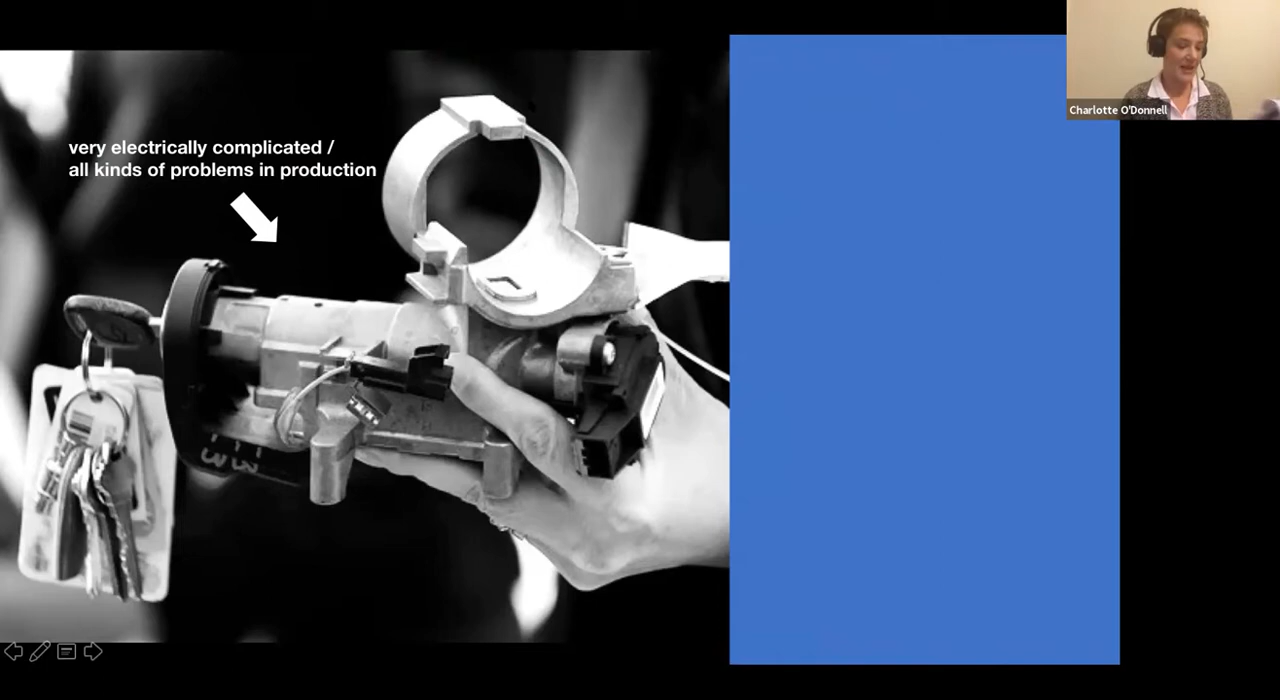 very electrically complicated /
all kinds of problems in production
Charlotte O'Donnell